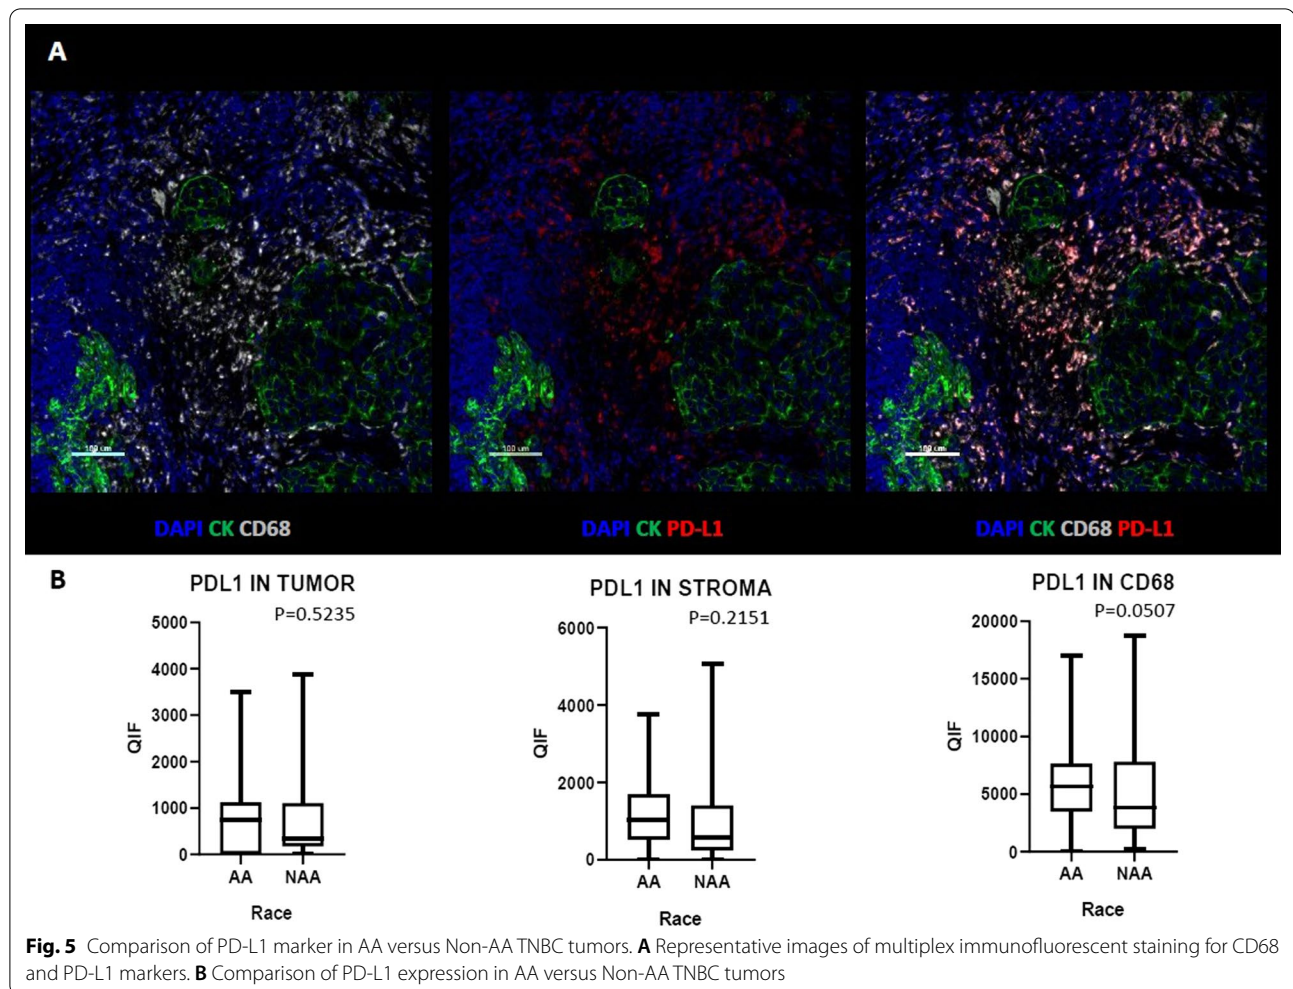 A
100 um
100 um
100 um
DAPI CK CD68
DAPI CK PD-L1
DAPI CK CD68 PD-L1
B
PDL1 IN TUMOR
P=0.5235
5000
4000
3000
2000
1000
0
QIF
AA NAA
Race
PDL1 IN STROMA
P=0.2151
6000
4000
2000
0
QIF
AA NAA
Race
PDL1 IN CD68
P=0.0507
20000
15000
10000
5000
0
QIF
AA NAA
Race
Fig. 5 Comparison of PD-L1 marker in AA versus Non-AA TNBC tumors. A Representative images of multiplex immunofluorescent staining for CD68
and PD-L1 markers. B Comparison of PD-L1 expression in AA versus Non-AA TNBC tumors